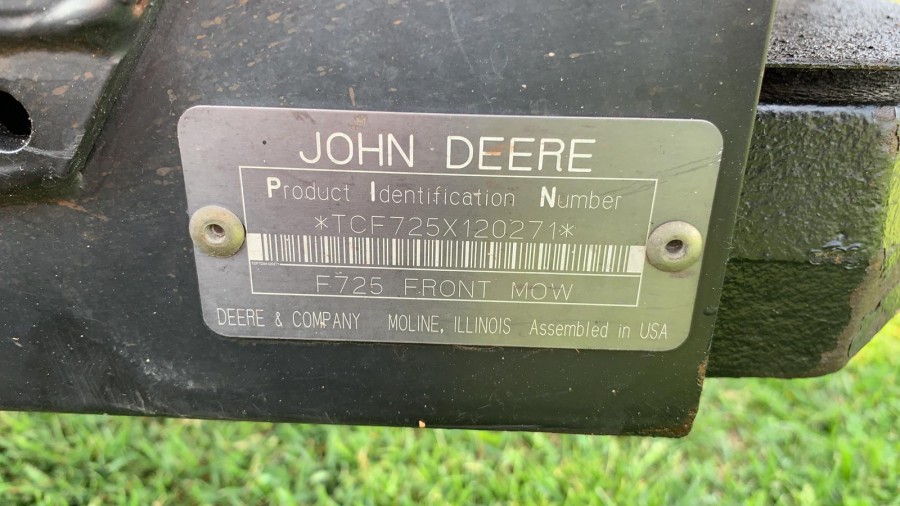 JOHN DEERE
Product Identification Number
*TCF725X120271*
F725 FRONT MOW
DEERE & COMPANY MOLINE, ILLINOIS Assembled in USA